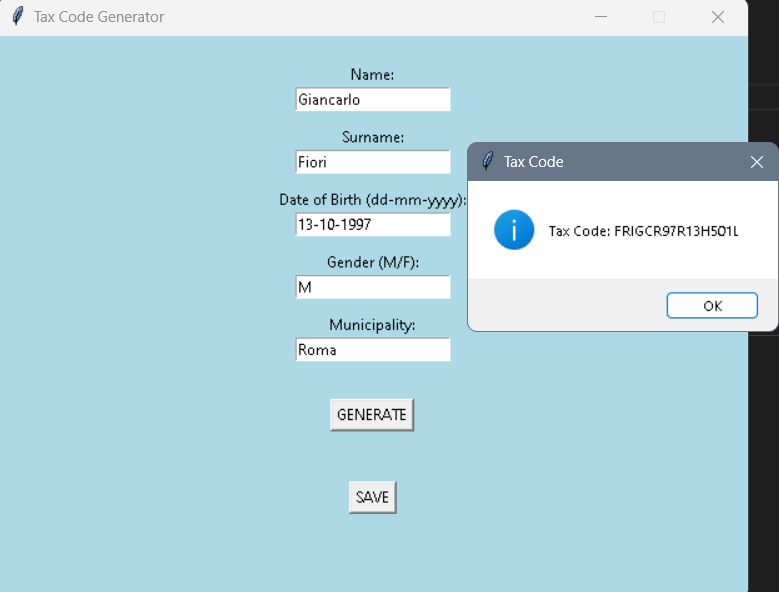 Tax Code Generator
Name:
Giancarlo
Surname:
Fiori
Date of Birth (dd-mm-yyyy):
13-10-1997
Gender (M/F):
M
Municipality:
Roma
GENERATE
SAVE
Tax Code
Tax Code: FRIGCR97R13H501L
OK